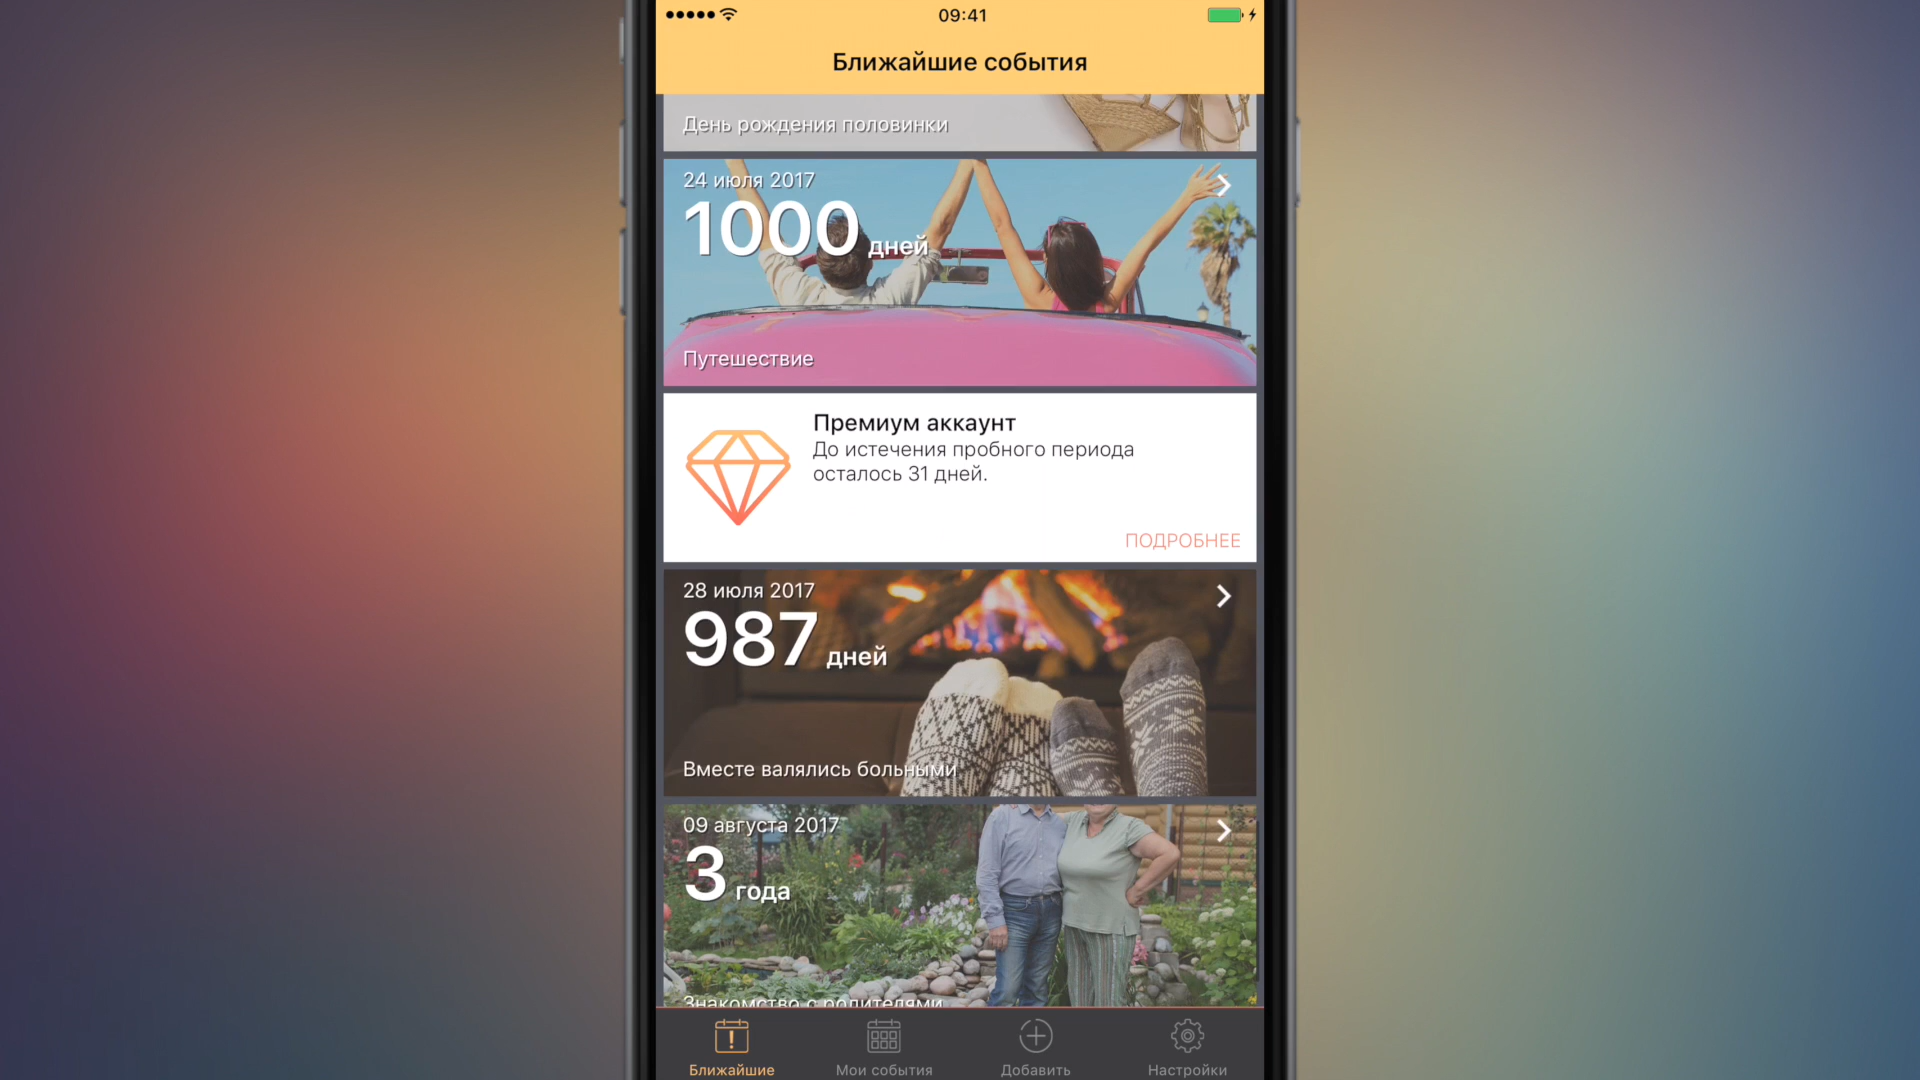 09:41
Ближайшие события
День рождения половинки
24 июля 2017
1000 дней
Путешествие
Премиум аккаунт
До истечения пробного периода
осталось 31 дней.
ПОДРОБНЕЕ
28 июля 2017
987 дней
Вместе валялись больными
09 августа 2017
3 года
Знакомство с родителями
Ближайшие
Мои события
Добавить
Настройки